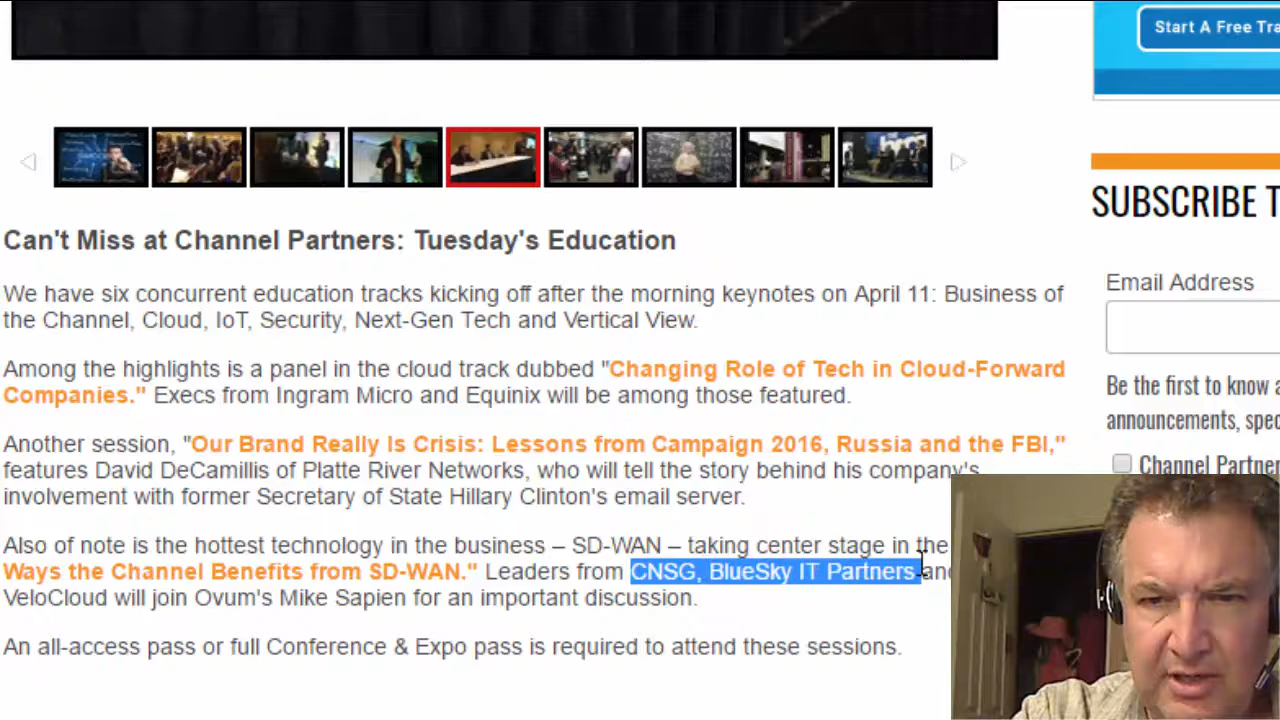 Start A Free
SUBSCRIBE
Can't Miss at Channel Partners: Tuesday's Education
We have six concurrent education tracks kicking off after the morning keynotes on April 11: Business of
the Channel, Cloud, IoT, Security, Next-Gen Tech and Vertical View.
Email Address
Among the highlights is a panel in the cloud track dubbed "Changing Role of Tech in Cloud-Forward
Companies." Execs from Ingram Micro and Equinix will be among those featured.
Be the first to know
announcements,
Another session, "Our Brand Really Is Crisis: Lessons from Campaign 2016, Russia and the FBI,"
features David DeCamillis of Platte River Networks, who will tell the story behind his company's
involvement with former Secretary of State Hillary Clinton's email server.
Channel Partner
Also of note is the hottest technology in the business – SD-WAN – taking center stage in the
Ways the Channel Benefits from SD-WAN." Leaders from CNSG, BlueSky IT Partners
VeloCloud will join Ovum's Mike Sapien for an important discussion.
An all-access pass or full Conference & Expo pass is required to attend these sessions.